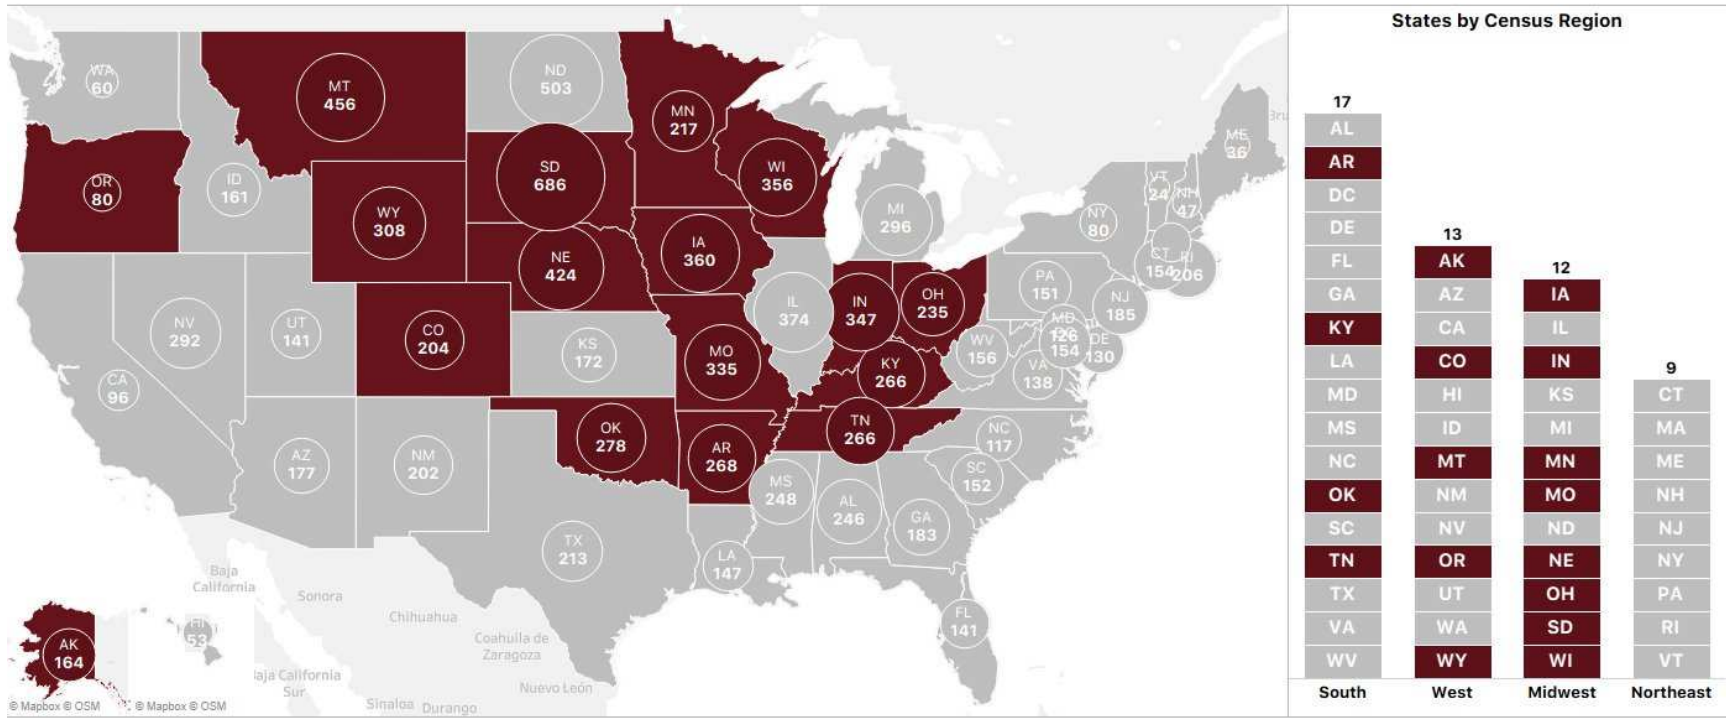 WA
60
MT
456
ND
503
MN
217
OR
80
ID
161
WY
308
SD
686
WI
356
MI
296
ME
36
VT
24
NH
47
NY
80
CT
154
RI
206
NE
424
IA
360
IL
374
IN
347
OH
235
PA
151
NJ
185
NV
292
UT
141
CO
204
KS
172
MO
335
KY
266
WV
156
MD
126
DC
154
DE
130
VA
138
CA
96
AZ
177
NM
202
OK
278
AR
268
TN
266
NC
117
SC
152
MS
248
AL
246
GA
183
TX
213
LA
147
FL
141
AK
164
HI
53
Baja
California
Sonora
Chihuahua
Coahuila de
Zaragoza
Nuevo León
aja California
Sur
Sinaloa
Durango
Bru
© Mapbox © OSM
© Mapbox © OSM
States by Census Region
17
AL
AR
DC
DE
FL
GA
KY
LA
MD
MS
NC
OK
SC
TN
TX
VA
WV
South
13
AK
AZ
CA
CO
HI
ID
MT
NM
NV
OR
UT
WA
WY
West
12
IA
IL
IN
KS
MI
MN
MO
ND
NE
OH
SD
WI
Midwest
9
CT
MA
ME
NH
NJ
NY
PA
RI
VT
Northeast